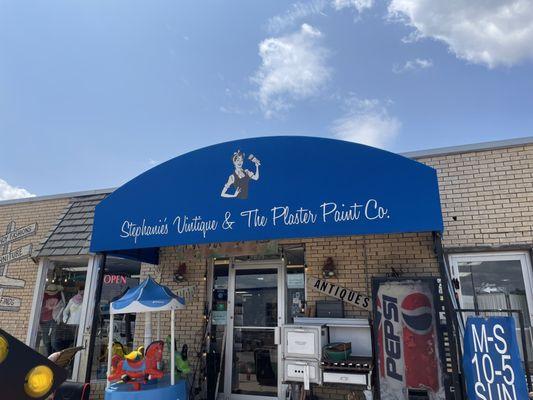 Stephanie's Vintique & The Plaster Paint Co.
OPEN
ANTIQUES
PEPSI
M-S
10-5
SUN